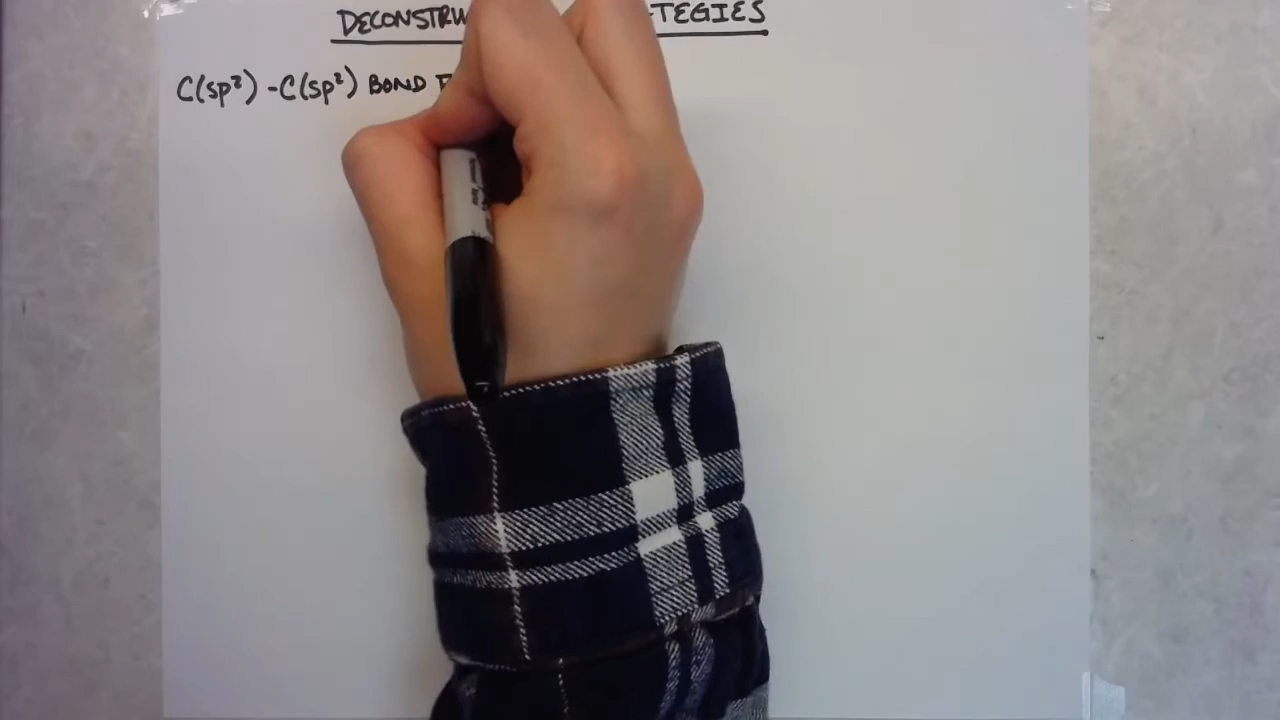 DECONSTRU TEGIES
C(sp²) - C(sp²) BOND F